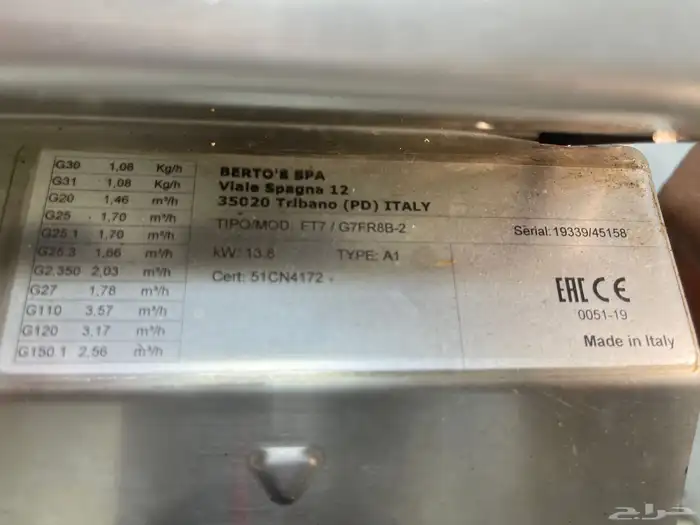 G30 1,08 Kg/h
G31 1,08 Kg/h
G20 1,46 m³/h
G25 1,70 m³/h
G25.1 1,70 m³/h
G25.3 1,66 m³/h
G2.350 2,03 m³/h
G27 1,78 m³/h
G110 3,57 m³/h
G120 3,17 m³/h
G150.1 2,56 m³/h
BERTO'S SPA
Viale Spagna 12
35020 Tribano (PD) ITALY
TIPO/MOD. FT7 / G7FR8B-2
Serial: 19339/45158
kW: 13.8 TYPE: A1
Cert: 51CN4172
EAC CE
0051-19
Made in Italy
حراج